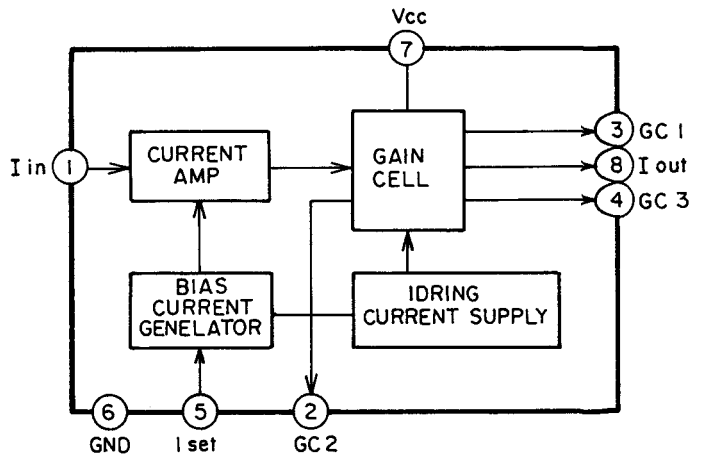 Vcc
7
3 GC 1
I in 1
CURRENT
AMP
GAIN
CELL
8 I out
4 GC 3
BIAS
CURRENT
GENELATOR
IDRING
CURRENT SUPPLY
6
5
2
GND
I set
GC 2